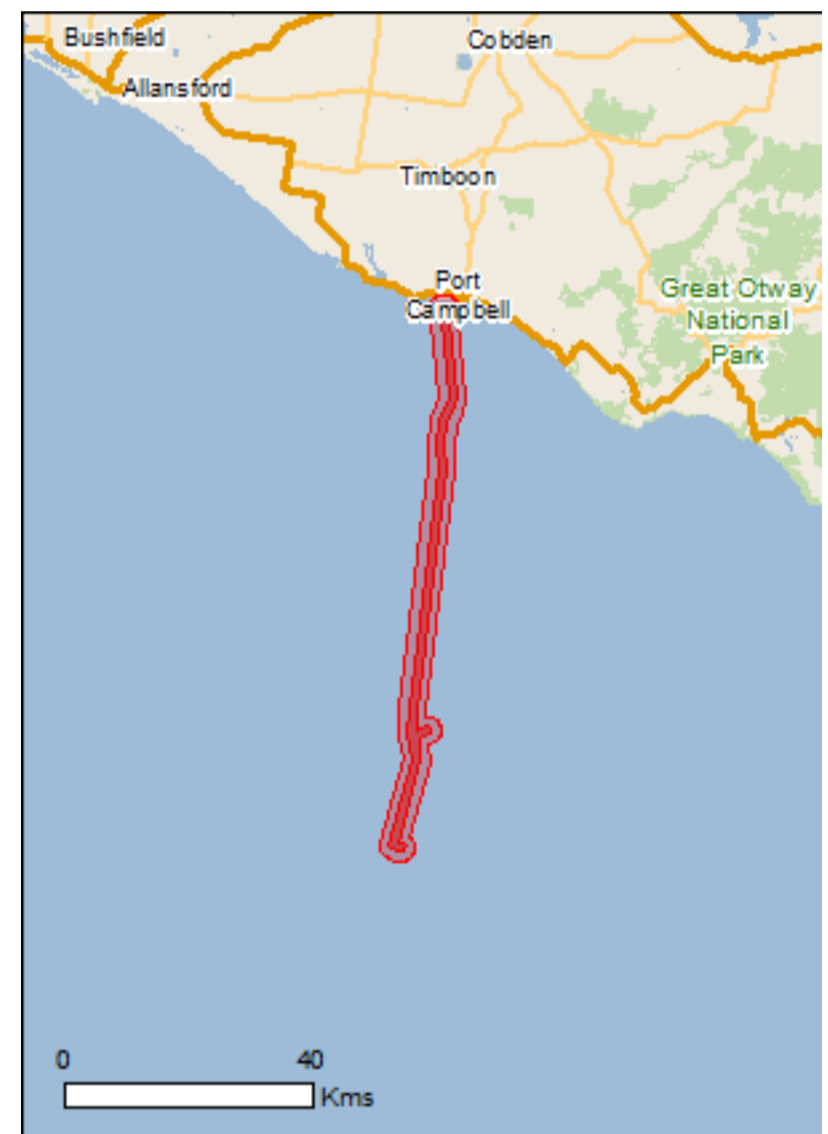 Bushfield
Cobden
Allansford
Timboon
Port
Campbell
Great Otway
National
Park
0 40
Kms